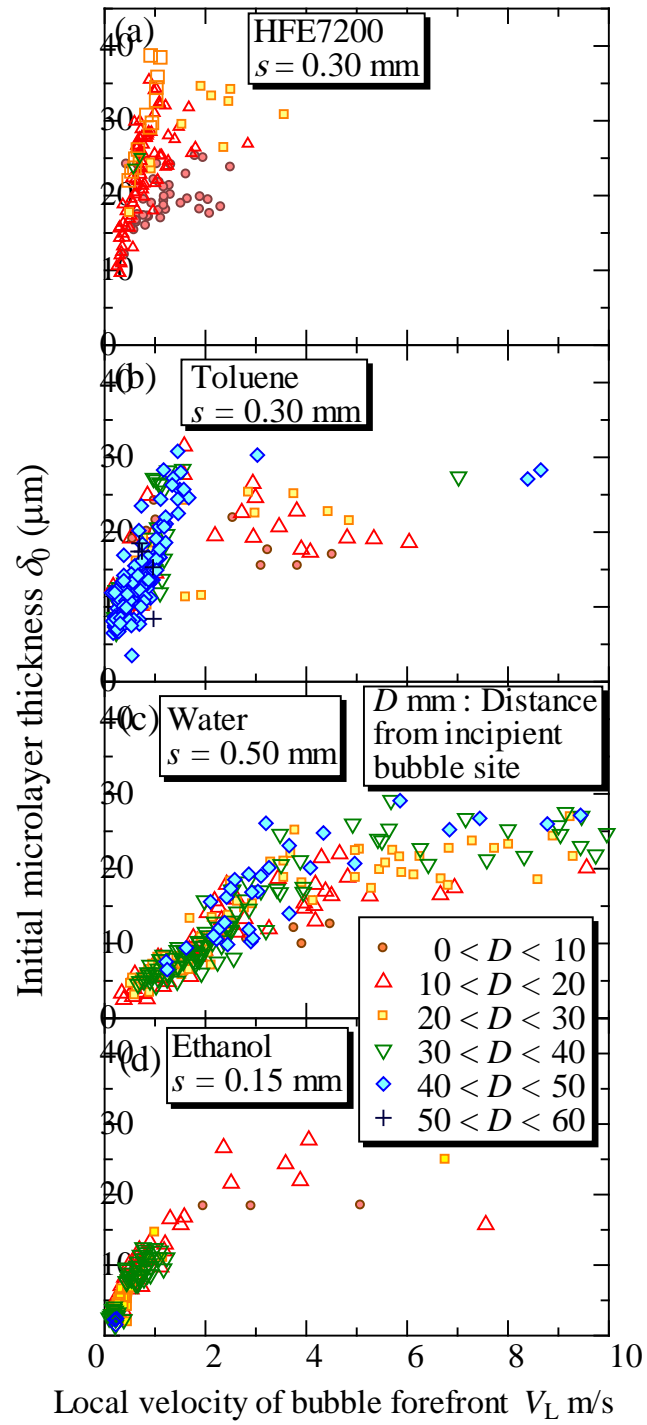 (a)
HFE7200
s = 0.30 mm
40
30
20
10
0
(b)
Toluene
s = 0.30 mm
40
30
20
10
0
(c)
Water
s = 0.50 mm
D mm : Distance
from incipient
bubble site
40
30
20
10
0
0 < D < 10
10 < D < 20
20 < D < 30
30 < D < 40
40 < D < 50
50 < D < 60
(d)
Ethanol
s = 0.15 mm
40
30
20
10
0
0 2 4 6 8 10
Initial microlayer thickness δ0 (μm)
Local velocity of bubble forefront VL m/s